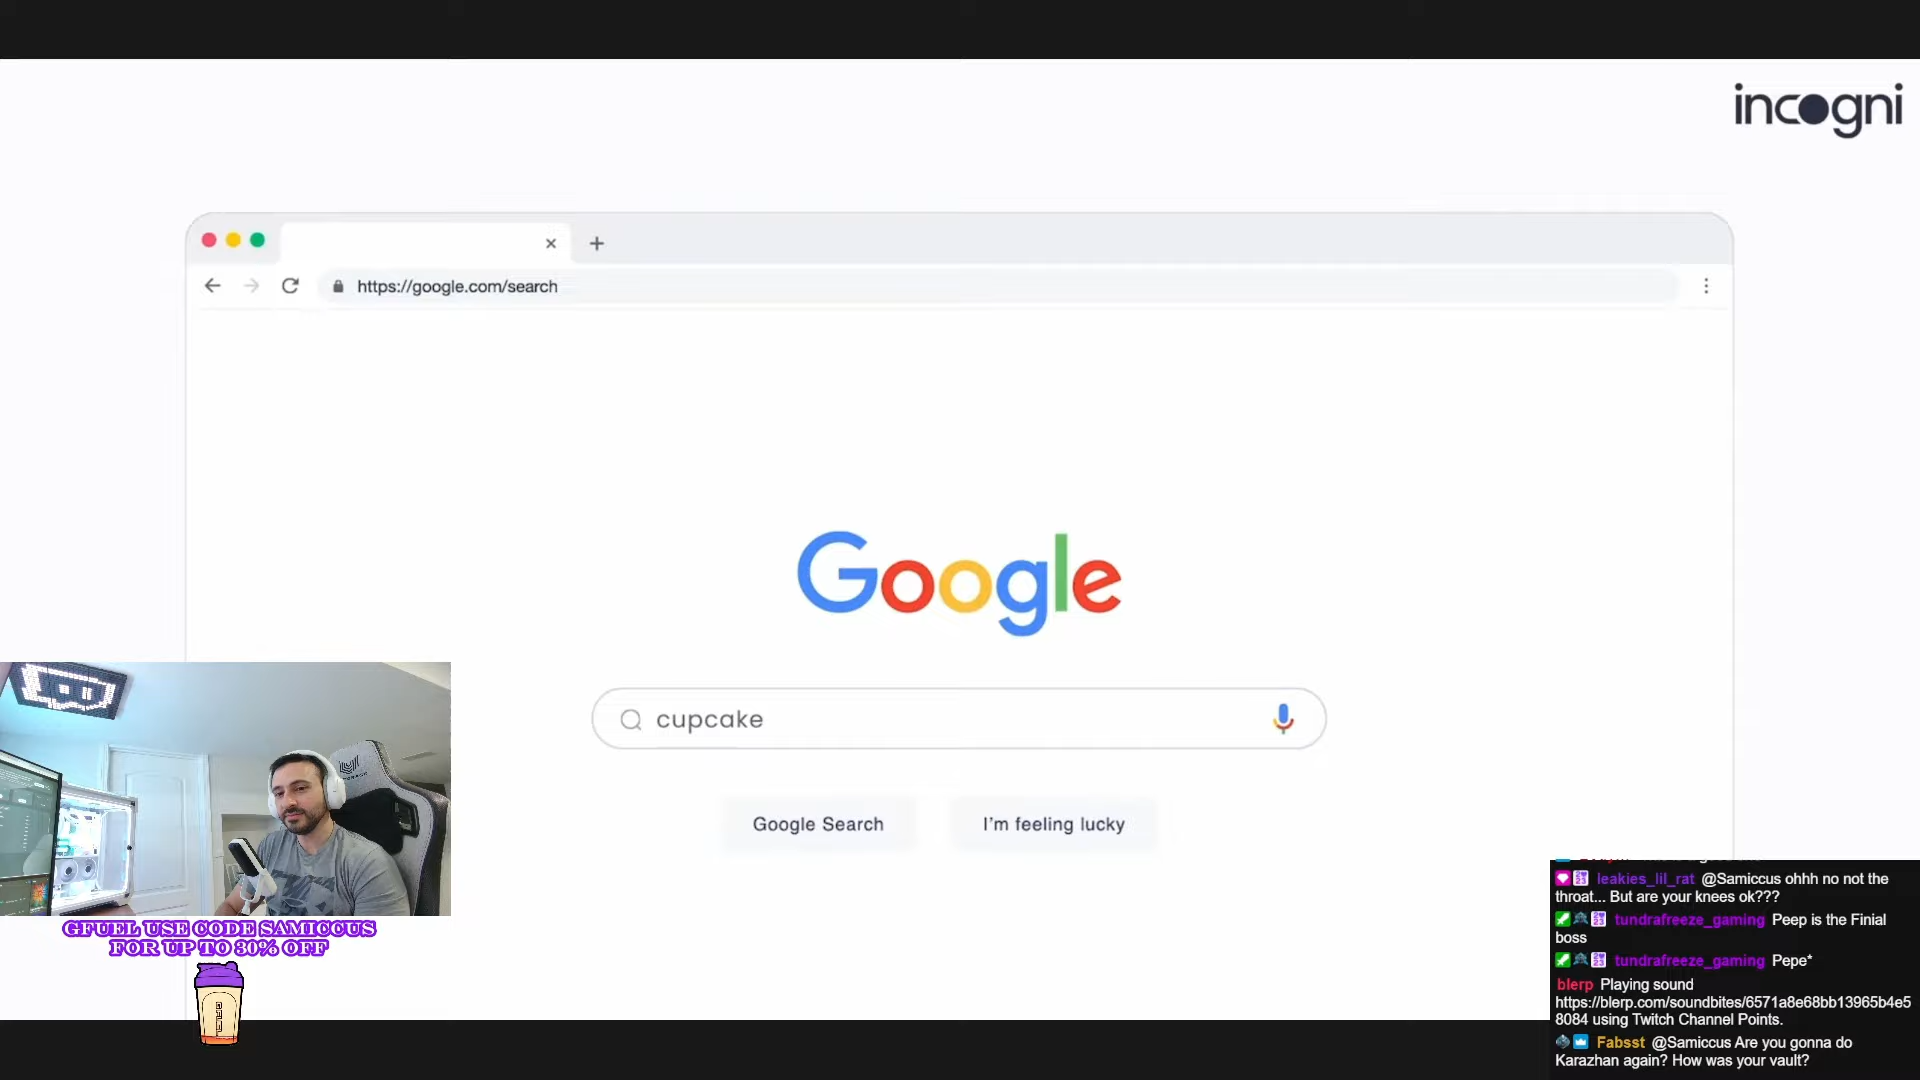 incogni
https://google.com/search
Google
cupcake
Google Search
I'm feeling lucky
GFUEL USE CODE SAMICCUS
FOR UP TO 30% OFF
GFUEL
leakies_lil_rat @Samiccus ohhh no not the
throat... But are your knees ok???
tundrafreeze_gaming Peep is the Finial
boss
tundrafreeze_gaming Pepe*
blerp Playing sound
https://blerp.com/soundbites/6571a8e68bb13965b4e5
8084 using Twitch Channel Points.
Fabsst @Samiccus Are you gonna do
Karazhan again? How was your vault?